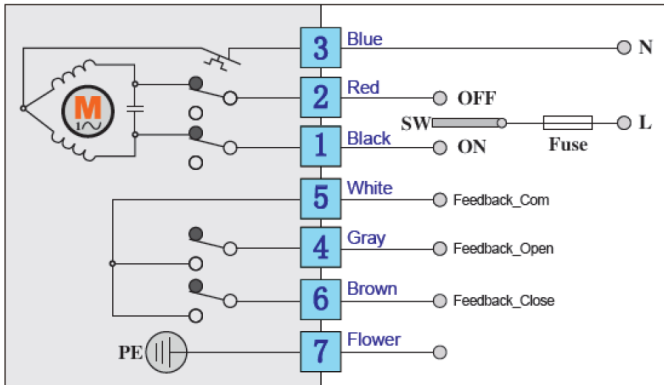 3 Blue N
2 Red OFF
M
SW Fuse L
1 Black ON
5 White Feedback_Com
4 Gray Feedback_Open
6 Brown Feedback_Close
PE 7 Flower